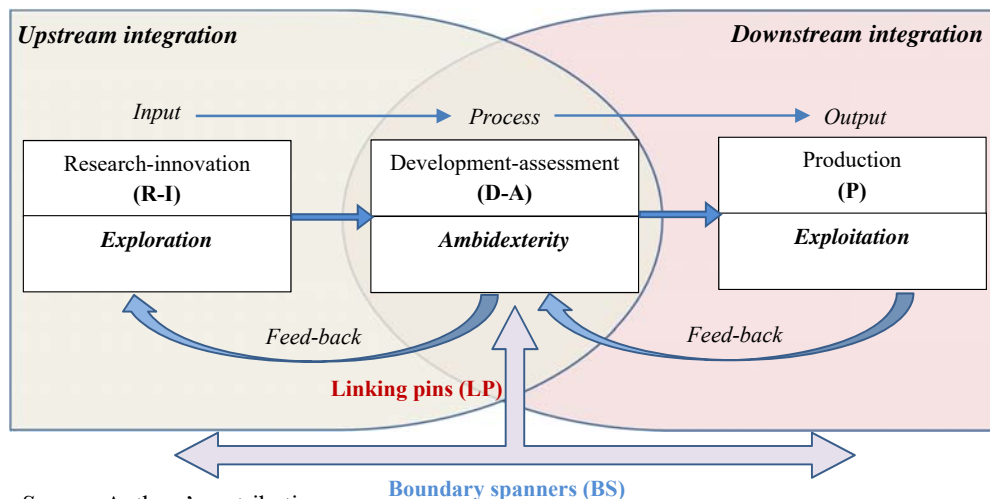 Upstream integration
Downstream integration
Input
Process
Output
Research-innovation
(R-I)
Exploration
Development-assessment
(D-A)
Ambidexterity
Production
(P)
Exploitation
Feed-back
Feed-back
Linking pins (LP)
Boundary spanners (BS)